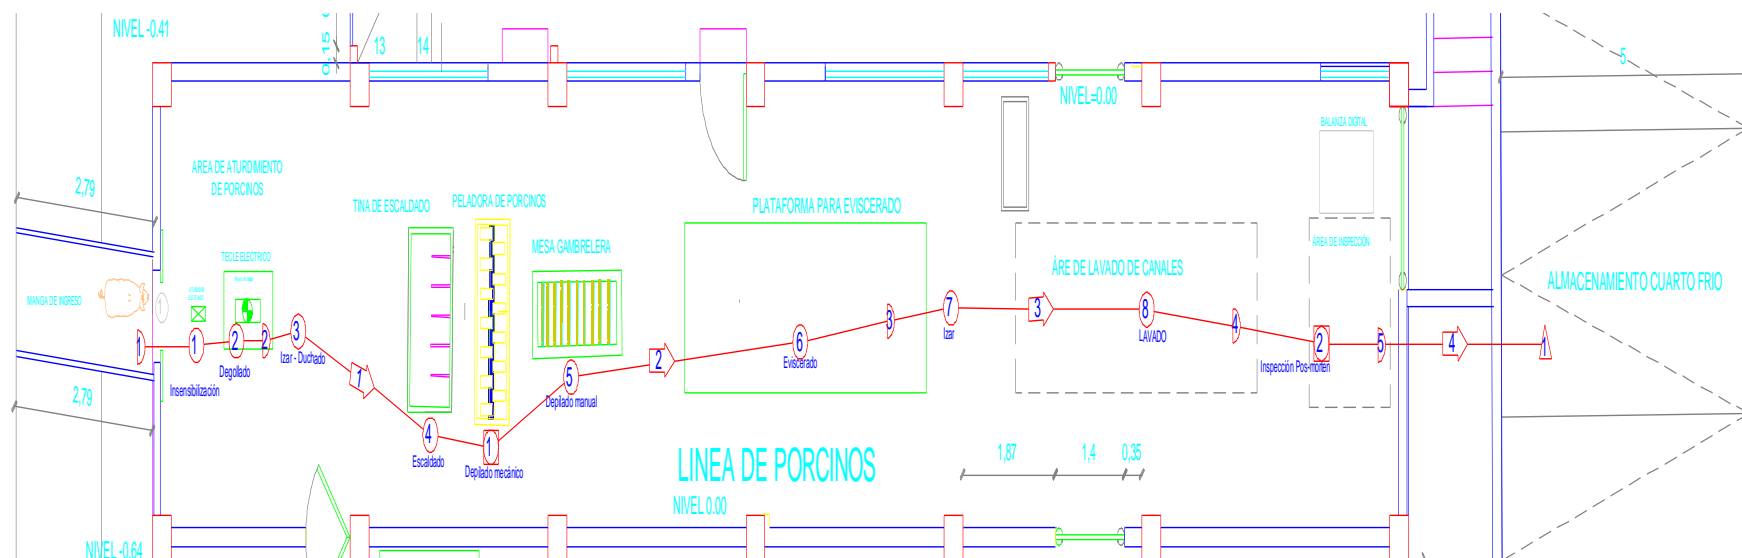 NIVEL -0.41
0,15
13
14
5
NIVEL=0.00
BALANZA DIGITAL
AREA DE ATURDIMIENTO
DE PORCINOS
2,79
TINA DE ESCALDADO
PELADORA DE PORCINOS
PLATAFORMA PARA EVISCERADO
MESA GAMBRELERA
ÁREA DE INSPECCIÓN
TECLE ELECTRICO
ÁRE DE LAVADO DE CANALES
ALMACENAMIENTO CUARTO FRIO
MANGA DE INGRESO
1
1
1
2
2
3
1
4
1
5
2
6
3
7
3
8
4
2
5
4
1
Insensibilización
Degollado
Izar - Duchado
Escaldado
Depilado mecánico
Depilado manual
Eviscerado
Izar
LAVADO
Inspección Pos-morten
2,79
LINEA DE PORCINOS
1,87
1,4
0,35
NIVEL 0.00
NIVEL -0.64